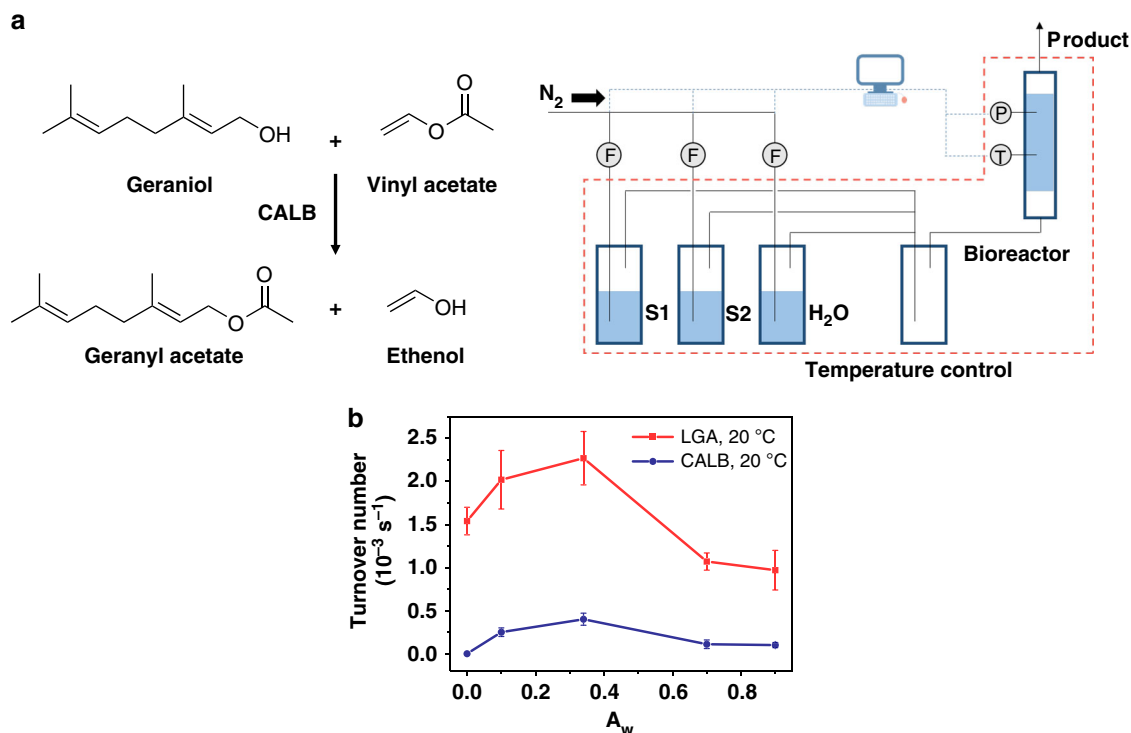 a
OH
+
O
O
Geraniol
Vinyl acetate
CALB
O
O
+
OH
Geranyl acetate
Ethenol
Product
N₂
P
F
F
F
T
Bioreactor
S1
S2
H₂O
Temperature control
b
LGA, 20 °C
CALB, 20 °C
Turnover number
(10⁻³ s⁻¹)
2.5
2.0
1.5
1.0
0.5
0.0
0.0 0.2 0.4 0.6 0.8
A_w